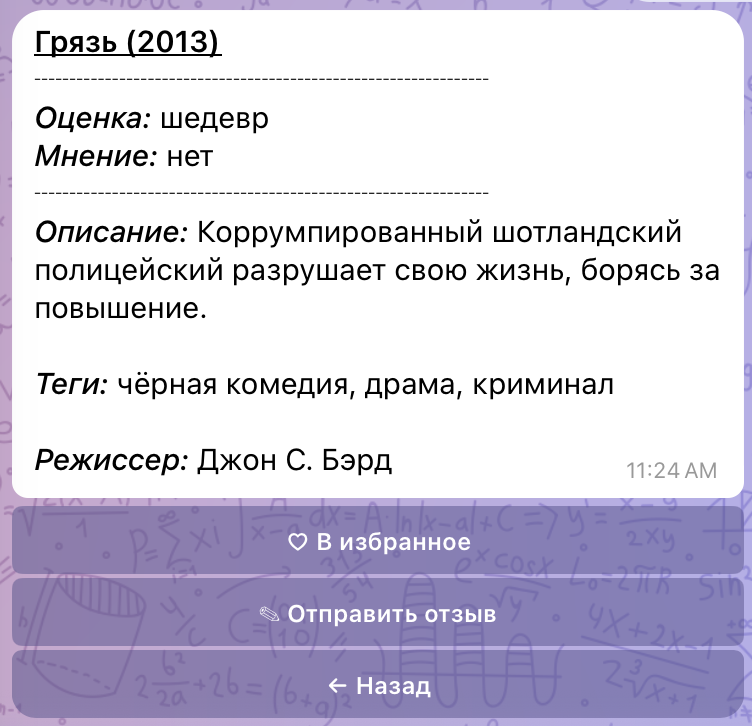 Грязь (2013)
-----------------------------------------------------------------
Оценка: шедевр
Мнение: нет
-----------------------------------------------------------------
Описание: Коррумпированный шотландский
полицейский разрушает свою жизнь, борясь за
повышение.
Теги: чёрная комедия, драма, криминал
Режиссер: Джон С. Бэрд
11:24 AM
♡ В избранное
✎ Отправить отзыв
← Назад